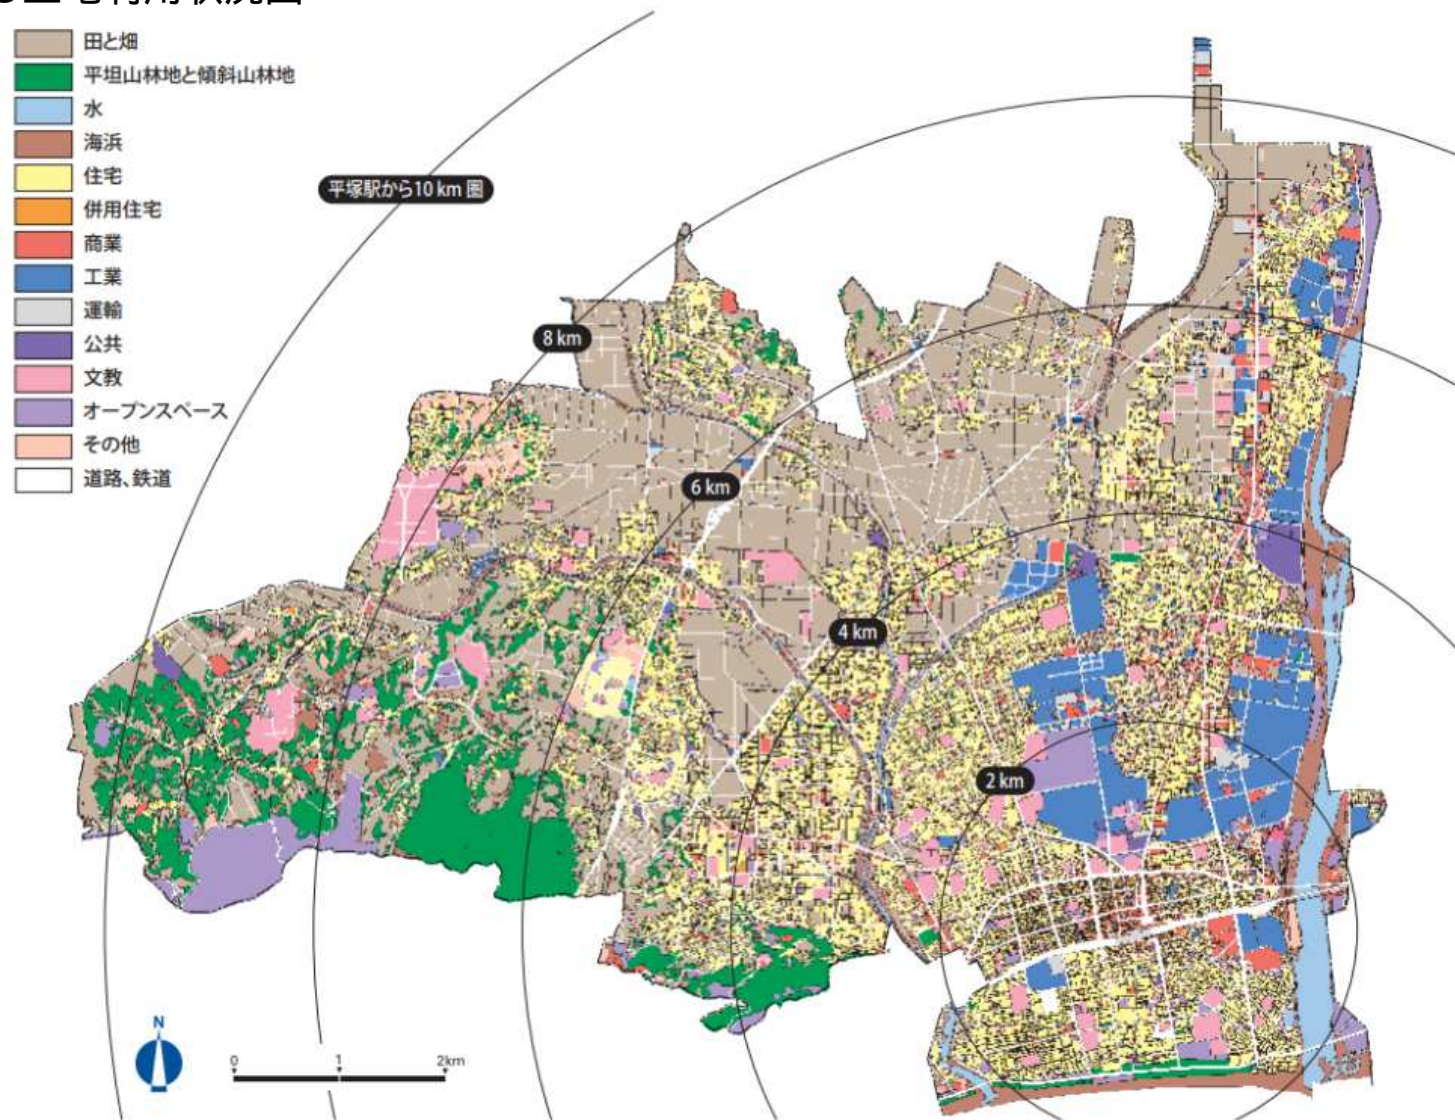 田と畑
平坦山林地と傾斜山林地
水
海浜
住宅
併用住宅
商業
工業
運輸
公共
文教
オープンスペース
その他
道路、鉄道
平塚駅から10 km 圏
8 km
6 km
4 km
2 km
N
0 1 2km